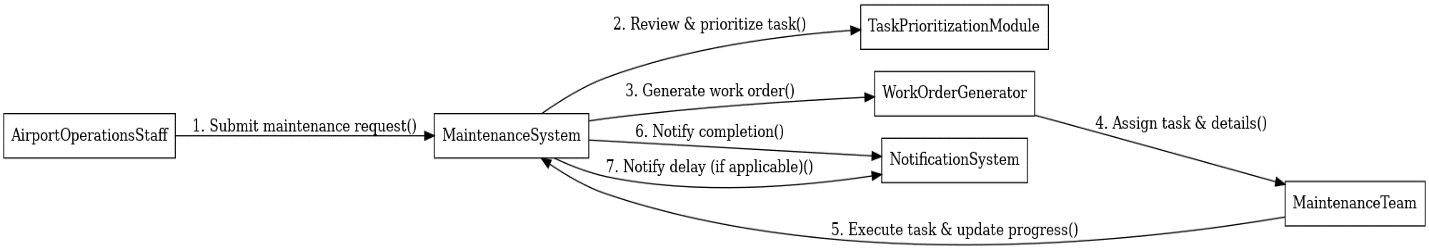 2. Review & prioritize task()
TaskPrioritizationModule
3. Generate work order()
WorkOrderGenerator
AirportOperationsStaff
1. Submit maintenance request()
MaintenanceSystem
6. Notify completion()
4. Assign task & details()
7. Notify delay (if applicable)()
NotificationSystem
MaintenanceTeam
5. Execute task & update progress()